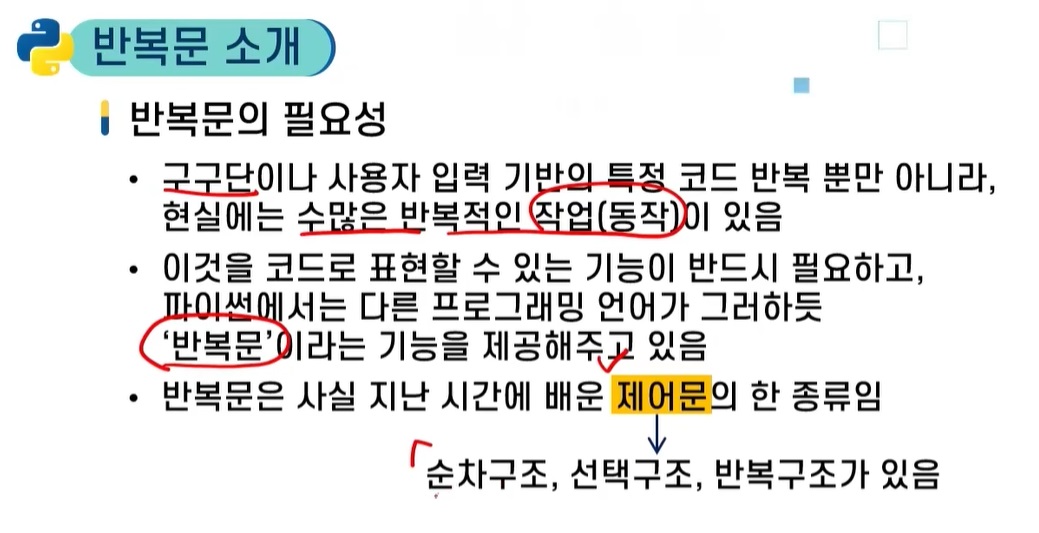 반복문 소개
반복문의 필요성
• 구구단이나 사용자 입력 기반의 특정 코드 반복 뿐만 아니라,
현실에는 수많은 반복적인 작업(동작)이 있음
• 이것을 코드로 표현할 수 있는 기능이 반드시 필요하고,
파이썬에서는 다른 프로그래밍 언어가 그러하듯
‘반복문’이라는 기능을 제공해주고 있음
• 반복문은 사실 지난 시간에 배운 제어문의 한 종류임
순차구조, 선택구조, 반복구조가 있음